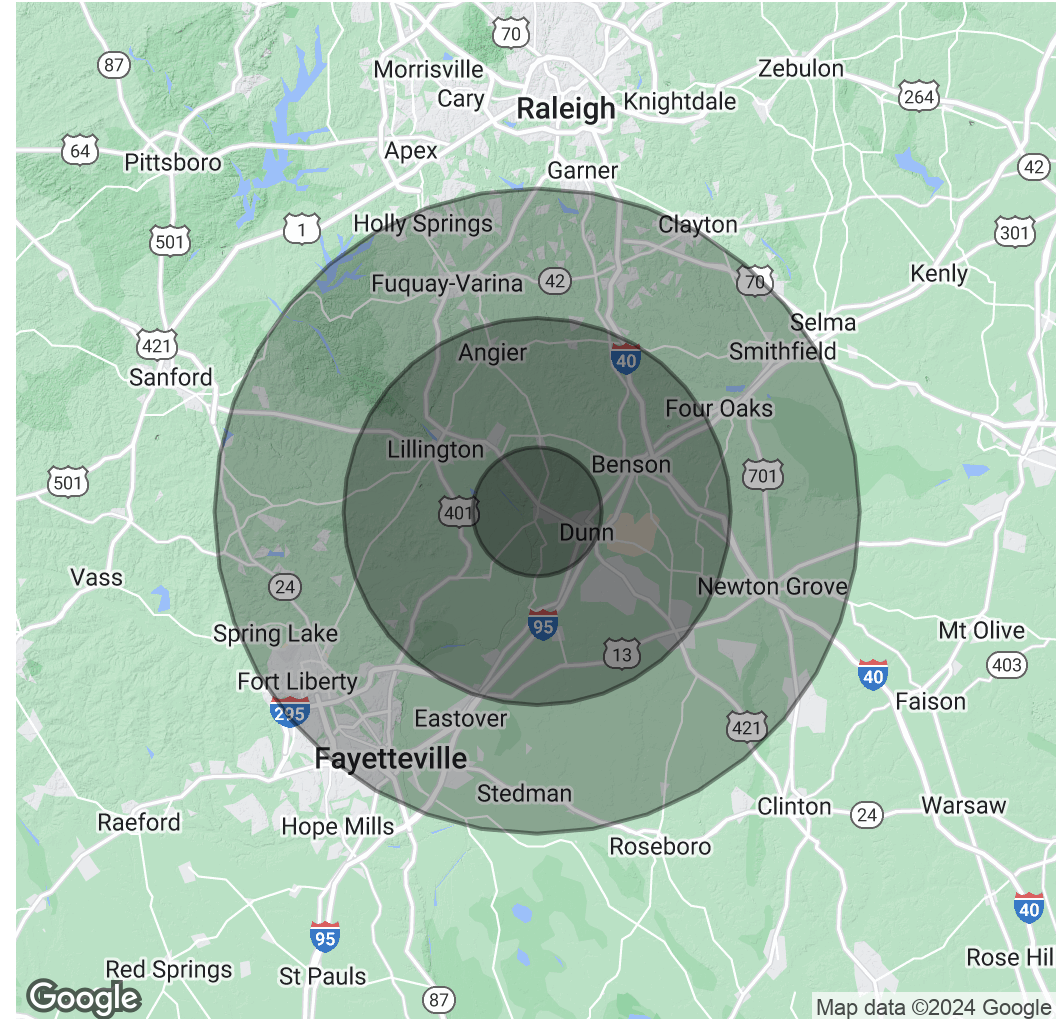 70
87
Morrisville
Zebulon
Cary
264
Raleigh
Knightdale
64
Pittsboro
Apex
Garner
42
1
Holly Springs
Clayton
301
501
Fuquay-Varina
42
70
Kenly
Selma
421
Angier
40
Smithfield
Sanford
Four Oaks
Lillington
Benson
501
701
401
Dunn
Vass
24
Newton Grove
95
Spring Lake
Mt Olive
13
403
Fort Liberty
40
Faison
295
Eastover
421
Fayetteville
Stedman
Clinton
Warsaw
Raeford
Hope Mills
24
Roseboro
40
95
Rose Hil
Red Springs
St Pauls
Google
87
Map data ©2024 Google